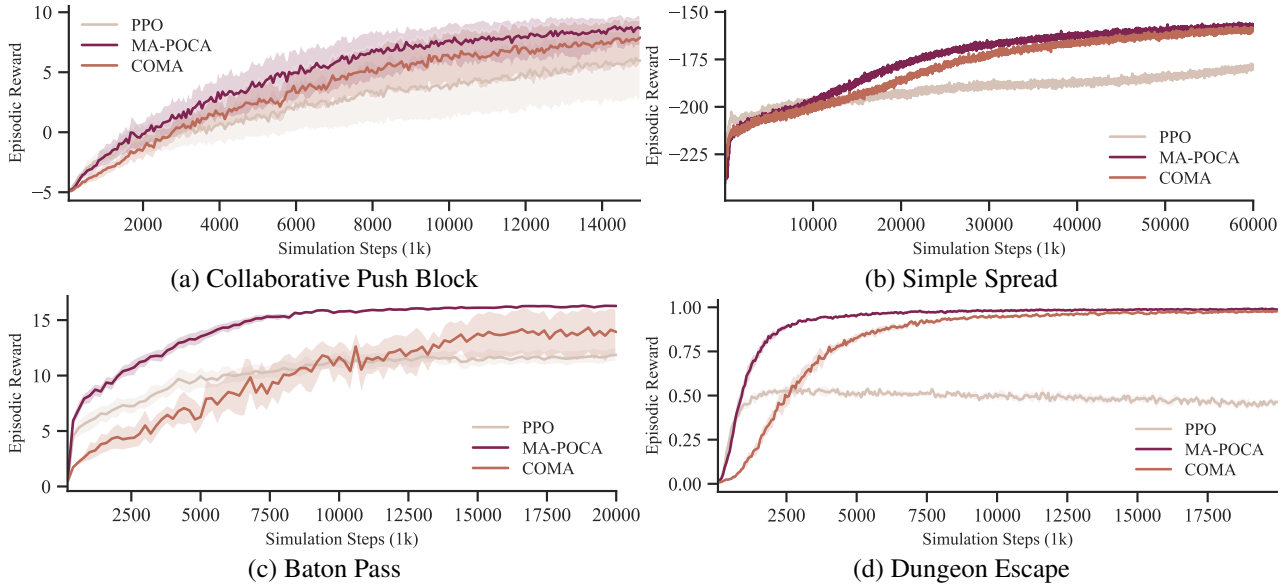 10
5
0
−5
Episodic Reward
PPO
MA-POCA
COMA
2000 4000 6000 8000 10000 12000 14000
Simulation Steps (1k)
(a) Collaborative Push Block
−150
−175
−200
−225
Episodic Reward
PPO
MA-POCA
COMA
10000 20000 30000 40000 50000 60000
Simulation Steps (1k)
(b) Simple Spread
15
10
5
0
Episodic Reward
PPO
MA-POCA
COMA
2500 5000 7500 10000 12500 15000 17500 20000
Simulation Steps (1k)
(c) Baton Pass
1.00
0.75
0.50
0.25
0.00
Episodic Reward
PPO
MA-POCA
COMA
2500 5000 7500 10000 12500 15000 17500
Simulation Steps (1k)
(d) Dungeon Escape